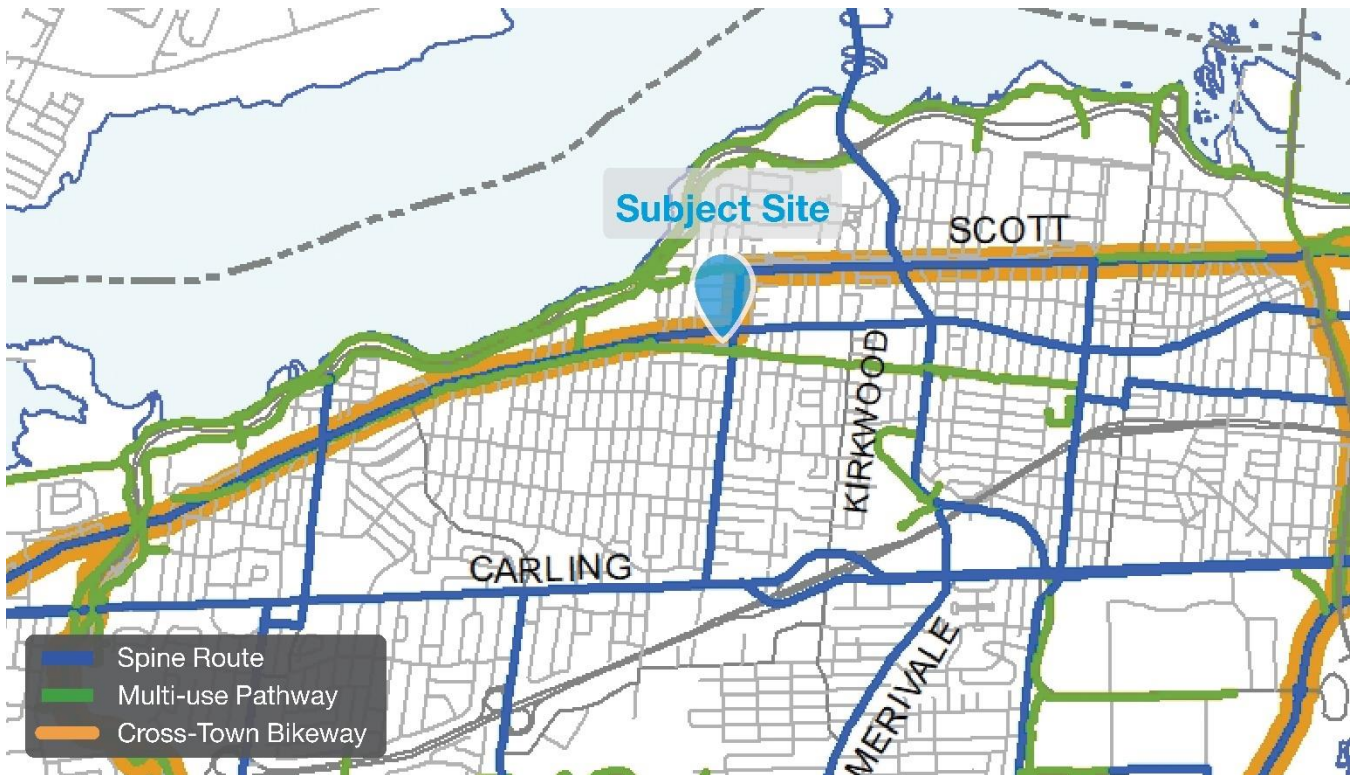 Subject Site
SCOTT
KIRKWOOD
CARLING
MERIVALE
Spine Route
Multi-use Pathway
Cross-Town Bikeway